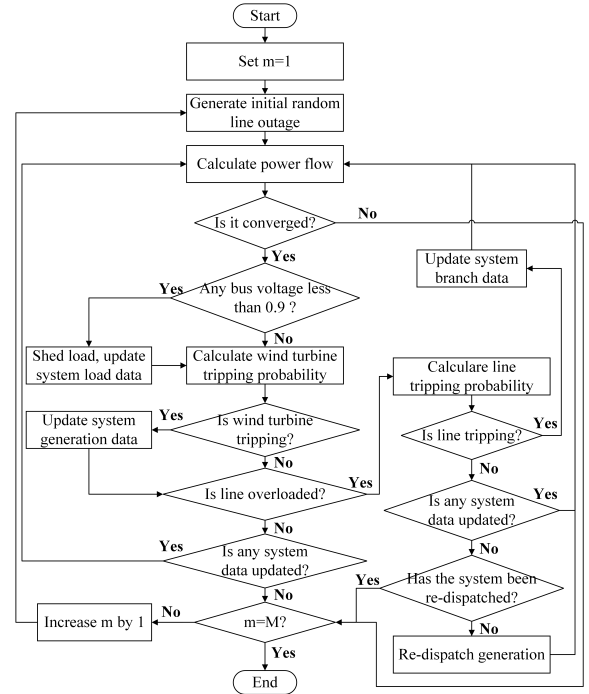 Start
Set m=1
Generate initial random
line outage
Calculate power flow
Is it converged?
No
Yes
Update system
branch data
Any bus voltage less
than 0.9 ?
Yes
No
Shed load, update
system load data
Calculate wind turbine
tripping probability
Calculare line
tripping probability
Update system
generation data
Yes
Is wind turbine
tripping?
No
Is line tripping?
Yes
No
Is line overloaded?
Yes
No
Is any system
data updated?
Yes
No
Is any system
data updated?
Yes
No
Has the system been
re-dispatched?
Yes
No
Increase m by 1
No
m=M?
Yes
Re-dispatch generation
End